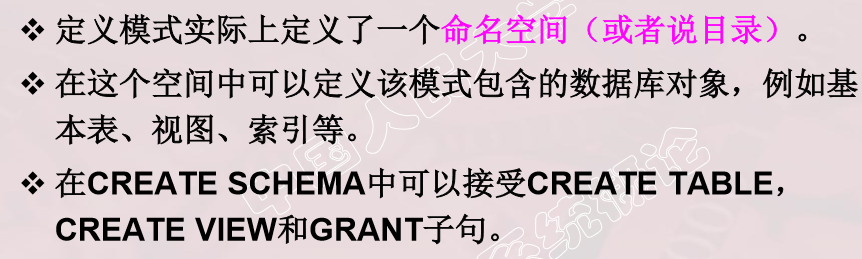 ❖ 定义模式实际上定义了一个命名空间（或者说目录）。
❖ 在这个空间中可以定义该模式包含的数据库对象，例如基
本表、视图、索引等。
❖ 在CREATE SCHEMA中可以接受CREATE TABLE，
CREATE VIEW和GRANT子句。